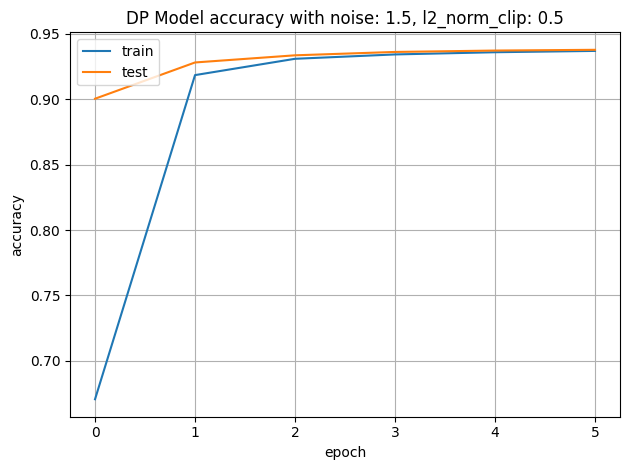 DP Model accuracy with noise: 1.5, l2_norm_clip: 0.5
train
test
0.95
0.90
0.85
0.80
0.75
0.70
accuracy
0 1 2 3 4 5
epoch